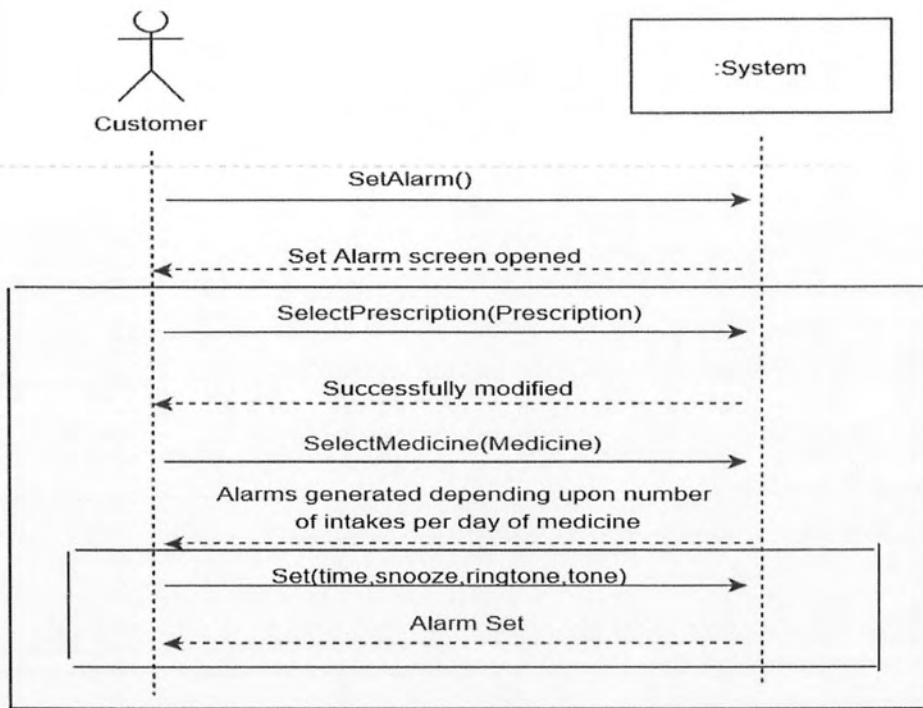 Customer
:System
SetAlarm()
Set Alarm screen opened
SelectPrescription(Prescription)
Successfully modified
SelectMedicine(Medicine)
Alarms generated depending upon number
of intakes per day of medicine
Set(time,snooze,ringtone,tone)
Alarm Set